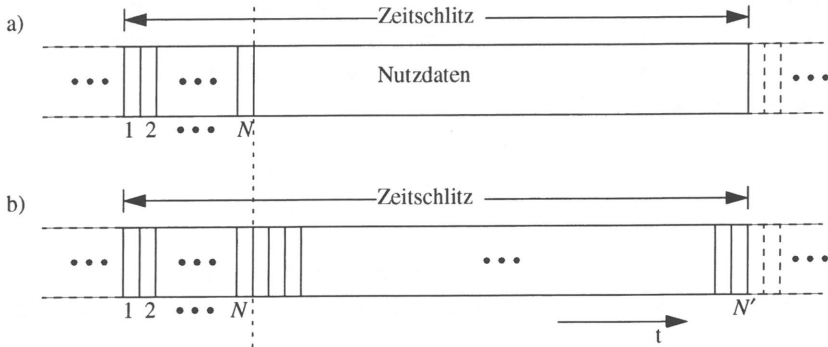 Zeitschlitz
a)
Nutzdaten
1 2 N
Zeitschlitz
b)
1 2 N N'
t